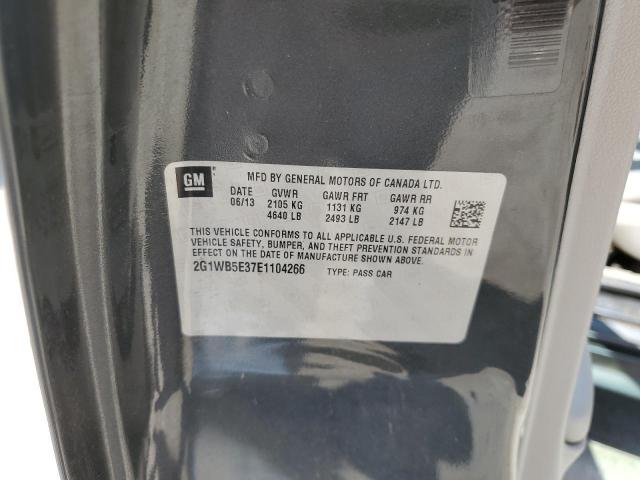 GM
MFD BY GENERAL MOTORS OF CANADA LTD.
DATE GVWR GAWR FRT GAWR RR
06/13 2105 KG 1131 KG 974 KG
4640 LB 2493 LB 2147 LB
THIS VEHICLE CONFORMS TO ALL APPLICABLE U.S. FEDERAL MOTOR
VEHICLE SAFETY, BUMPER, AND THEFT PREVENTION STANDARDS IN
EFFECT ON THE DATE OF MANUFACTURE SHOWN ABOVE.
2G1WB5E37E1104266 TYPE: PASS CAR